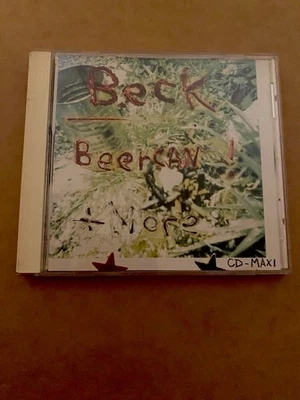 Beck
BeerCAN !
+ More
CD-MAXI